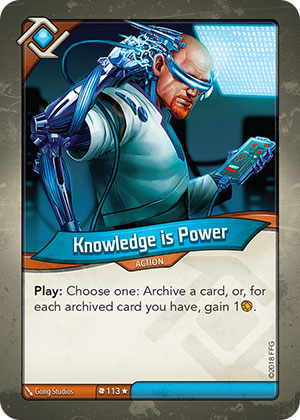 Knowledge is Power
ACTION
Play: Choose one: Archive a card, or, for
each archived card you have, gain 1.
©2018 FFG
Gong Studios
113